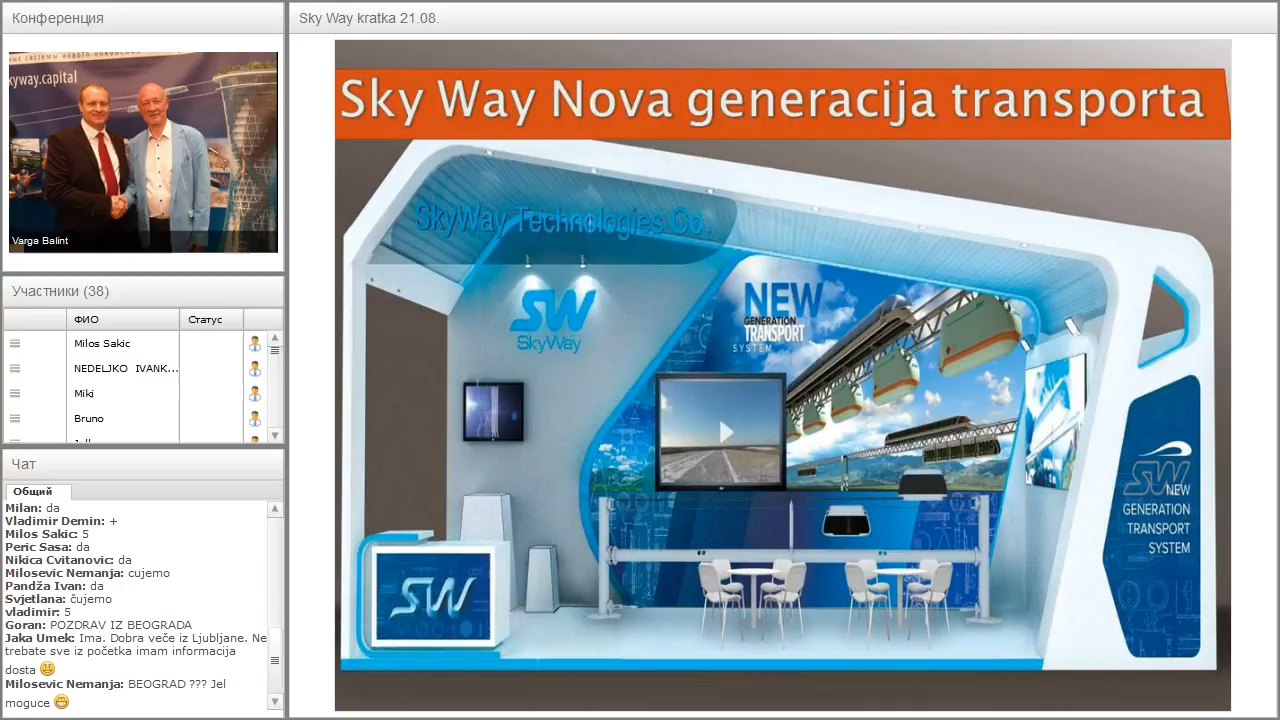 Конференция
kyway.capital
Varga Balint
Участники (38)
ФИО
Статус
Milos Sakic
NEDELJKO IVANK...
Miki
Bruno
Чат
Общий
Milan: da
Vladimir Demin: +
Milos Sakic: 5
Peric Sasa: da
Nikica Cvitanovic: da
Milosevic Nemanja: cujemo
Pandža Ivan: da
Svjetlana: čujemo
vladimir: 5
Goran: POZDRAV IZ BEOGRADA
Jaka Umek: Ima. Dobra veče iz Ljubljane. Ne
trebate sve iz početka imam informacija
dosta
Milosevic Nemanja: BEOGRAD ??? Jel
moguce
Sky Way kratka 21.08.
Sky Way Nova generacija transporta
SkyWay Technologies Co.
SW
SkyWay
NEW
GENERATION
TRANSPORT
SYSTEM
SW
SW NEW
GENERATION
TRANSPORT
SYSTEM